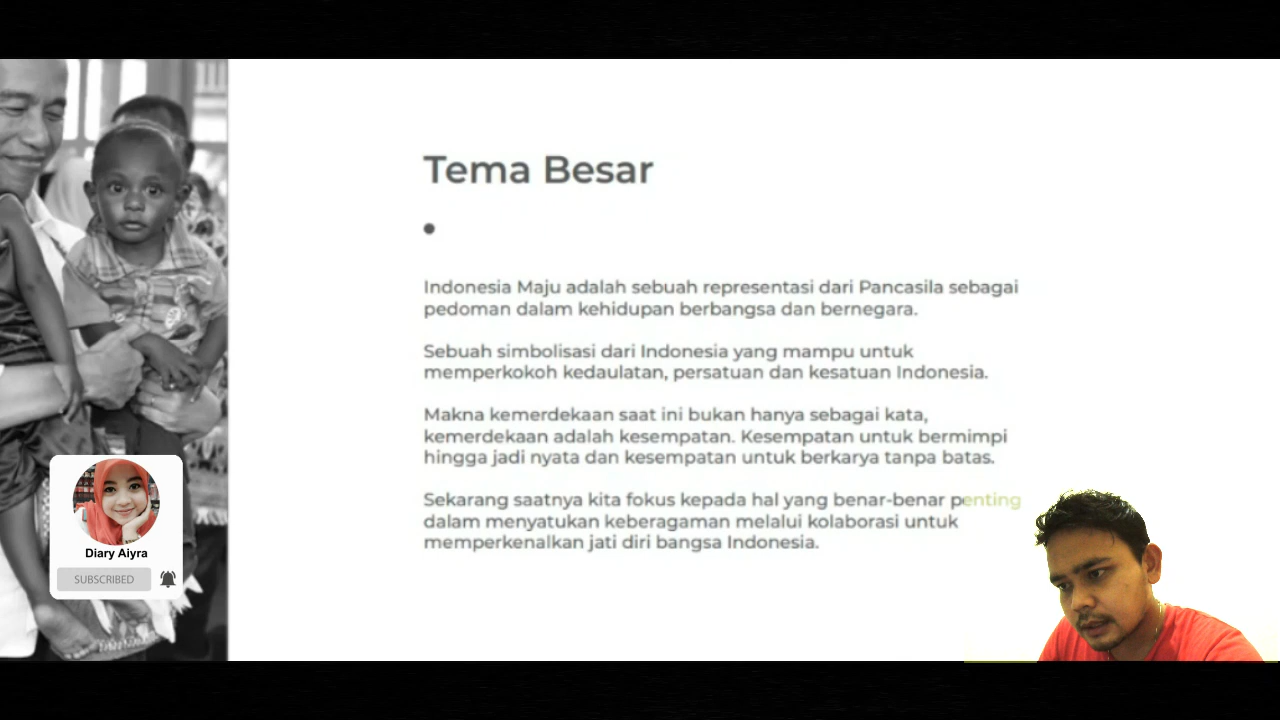 Tema Besar
Indonesia Maju adalah sebuah representasi dari Pancasila sebagai
pedoman dalam kehidupan berbangsa dan bernegara.
Sebuah simbolisasi dari Indonesia yang mampu untuk
memperkokoh kedaulatan, persatuan dan kesatuan Indonesia.
Makna kemerdekaan saat ini bukan hanya sebagai kata,
kemerdekaan adalah kesempatan. Kesempatan untuk bermimpi
hingga jadi nyata dan kesempatan untuk berkarya tanpa batas.
Sekarang saatnya kita fokus kepada hal yang benar-benar penting
dalam menyatukan keberagaman melalui kolaborasi untuk
memperkenalkan jati diri bangsa Indonesia.
Diary Aiyra
SUBSCRIBED